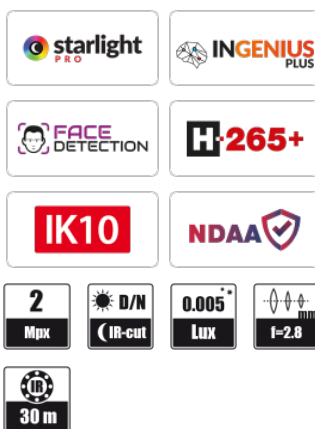 starlight
PRO
INGENIUS
PLUS
FACE
DETECTION
H.265+
IK10
NDAA
2
Mpx
D/N
IR-cut
0.005**
Lux
mm
f=2.8
IR
30 m